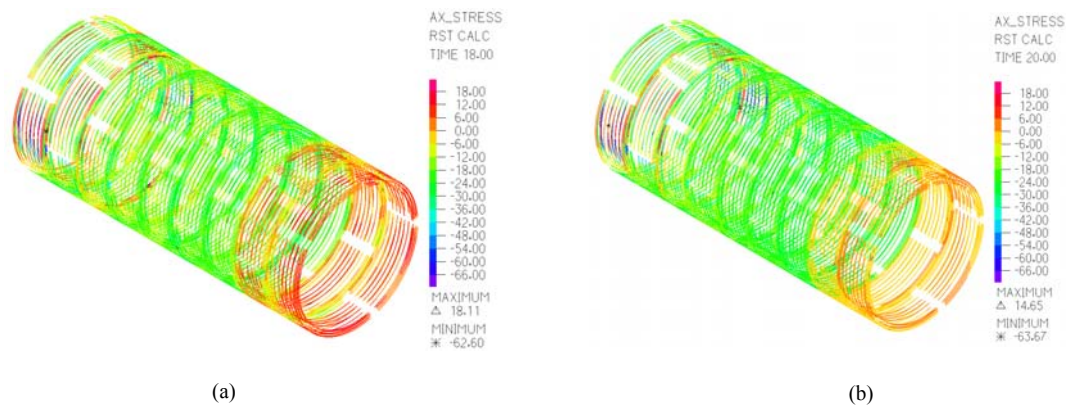 AX_STRESS
RST CALC
TIME 18.00
18.00
12.00
6.00
0.00
-6.00
-12.00
-18.00
-24.00
-30.00
-36.00
-42.00
-48.00
-54.00
-60.00
-66.00
MAXIMUM
△ 18.11
MINIMUM
✳ -62.60
(a)
AX_STRESS
RST CALC
TIME 20.00
18.00
12.00
6.00
0.00
-6.00
-12.00
-18.00
-24.00
-30.00
-36.00
-42.00
-48.00
-54.00
-60.00
-66.00
MAXIMUM
△ 14.65
MINIMUM
✳ -63.67
(b)